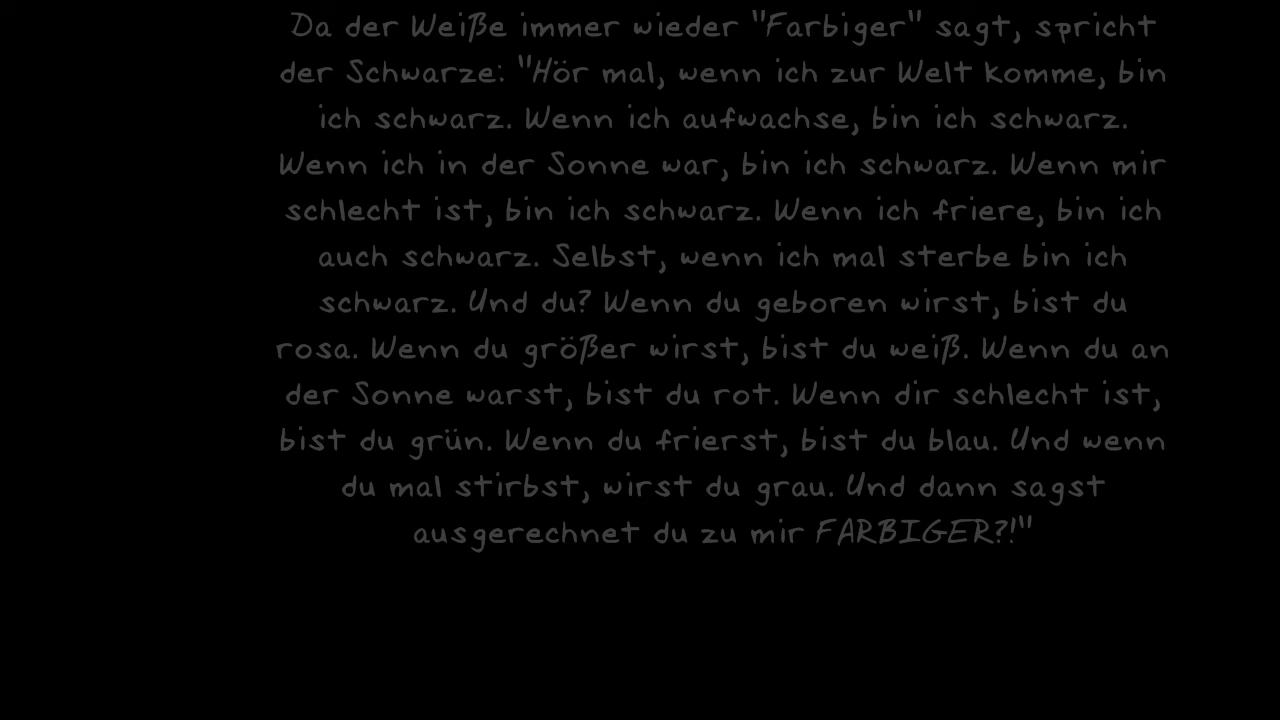 Da der Weiße immer wieder "Farbiger" sagt, spricht
der Schwarze: "Hör mal, wenn ich zur Welt komme, bin
ich schwarz. Wenn ich aufwachse, bin ich schwarz.
Wenn ich in der Sonne war, bin ich schwarz. Wenn mir
schlecht ist, bin ich schwarz. Wenn ich friere, bin ich
auch schwarz. Selbst, wenn ich mal sterbe bin ich
schwarz. Und du? Wenn du geboren wirst, bist du
rosa. Wenn du größer wirst, bist du weiß. Wenn du an
der Sonne warst, bist du rot. Wenn dir schlecht ist,
bist du grün. Wenn du frierst, bist du blau. Und wenn
du mal stirbst, wirst du grau. Und dann sagst
ausgerechnet du zu mir FARBIGER?!"